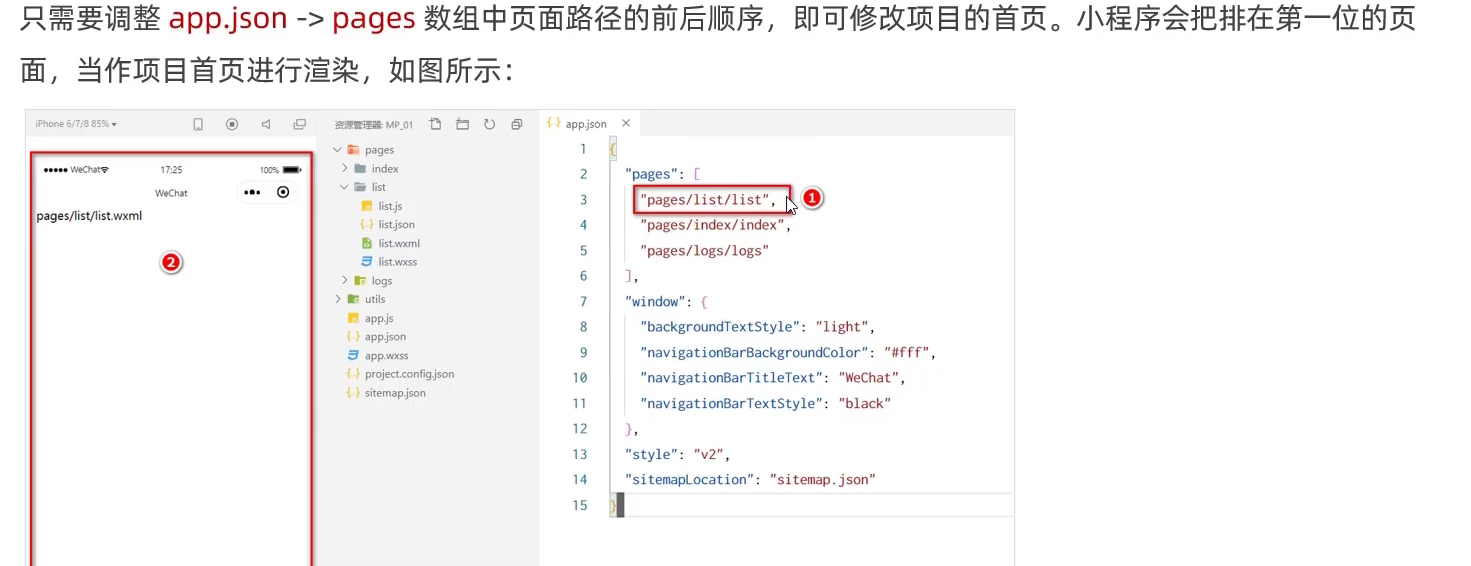 只需要调整 app.json -> pages 数组中页面路径的前后顺序，即可修改项目的首页。小程序会把排在第一位的页
面，当作项目首页进行渲染，如图所示：
iPhone 6/7/8 85%
WeChat 17:25 100%
WeChat
pages/list/list.wxml
2
资源管理器: MP_01
pages
index
list
list.js
list.json
list.wxml
list.wxss
logs
utils
app.js
app.json
app.wxss
project.config.json
sitemap.json
app.json
1 {
2 "pages": [
3 "pages/list/list", 1
4 "pages/index/index",
5 "pages/logs/logs"
6 ],
7 "window": {
8 "backgroundTextStyle": "light",
9 "navigationBarBackgroundColor": "#fff",
10 "navigationBarTitleText": "WeChat",
11 "navigationBarTextStyle": "black"
12 },
13 "style": "v2",
14 "sitemapLocation": "sitemap.json"
15 }